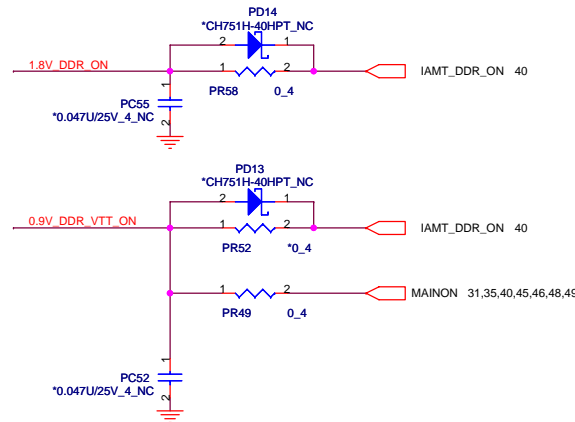 PD14
*CH751H-40HPT_NC
2 1
1.8V_DDR_ON
1 2
IAMT_DDR_ON 40
PR58 0_4
1
PC55
*0.047U/25V_4_NC
2
PD13
*CH751H-40HPT_NC
2 1
0.9V_DDR_VTT_ON
1 2
IAMT_DDR_ON 40
PR52 *0_4
1 2
MAINON 31,35,40,45,46,48,49
PR49 0_4
1
PC52
*0.047U/25V_4_NC
2